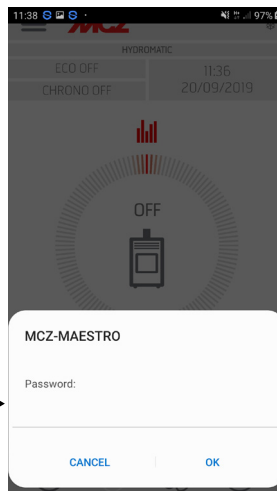 11:38
97%
MCZ
HYDROMATIC
ECO OFF
11:36
CHRONO OFF
20/09/2019
OFF
MCZ-MAESTRO
Password:
CANCEL
OK